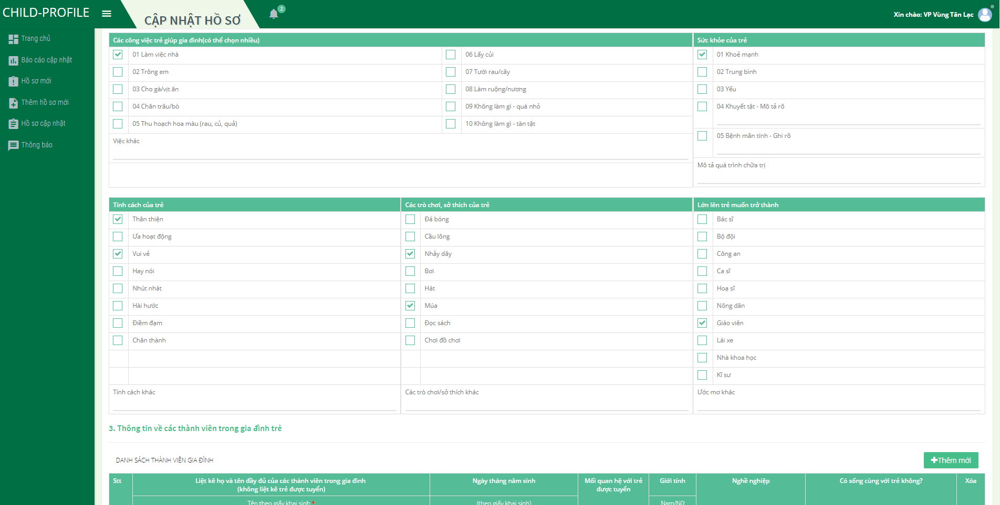 CHILD-PROFILE
CẬP NHẬT HỒ SƠ
2
Xin chào: VP Vùng Tân Lạc
Trang chủ
Báo cáo cập nhật
Hồ sơ mới
Thêm hồ sơ mới
Hồ sơ cập nhật
Thông báo
Các công việc trẻ giúp gia đình(có thể chọn nhiều)
01 Làm việc nhà
06 Lấy củi
02 Trông em
07 Tưới rau/cây
03 Cho gà/vịt ăn
08 Làm ruộng/nương
04 Chăn trâu/bò
09 Không làm gì - quá nhỏ
05 Thu hoạch hoa màu (rau, củ, quả)
10 Không làm gì - tàn tật
Việc khác
Sức khỏe của trẻ
01 Khoẻ mạnh
02 Trung bình
03 Yếu
04 Khuyết tật - Mô tả rõ
05 Bệnh mãn tính - Ghi rõ
Mô tả quá trình chữa trị
Tính cách của trẻ
Thân thiện
Ưa hoạt động
Vui vẻ
Hay nói
Nhút nhát
Hài hước
Điềm đạm
Chân thành
Tính cách khác
Các trò chơi, sở thích của trẻ
Đá bóng
Cầu lông
Nhảy dây
Bơi
Hát
Múa
Đọc sách
Chơi đồ chơi
Các trò chơi/sở thích khác
Lớn lên trẻ muốn trở thành
Bác sĩ
Bộ đội
Công an
Ca sĩ
Hoạ sĩ
Nông dân
Giáo viên
Lái xe
Nhà khoa học
Kĩ sư
Ước mơ khác
3. Thông tin về các thành viên trong gia đình trẻ
DANH SÁCH THÀNH VIÊN GIA ĐÌNH
Thêm mới
Stt
Liệt kê họ và tên đầy đủ của các thành viên trong gia đình
(không liệt kê trẻ được tuyển)
Ngày tháng năm sinh
Mối quan hệ với trẻ
được tuyển
Giới tính
Nghề nghiệp
Có sống cùng với trẻ không?
Xóa
Tên theo giấy khai sinh *
(theo giấy khai sinh)
Nam/Nữ